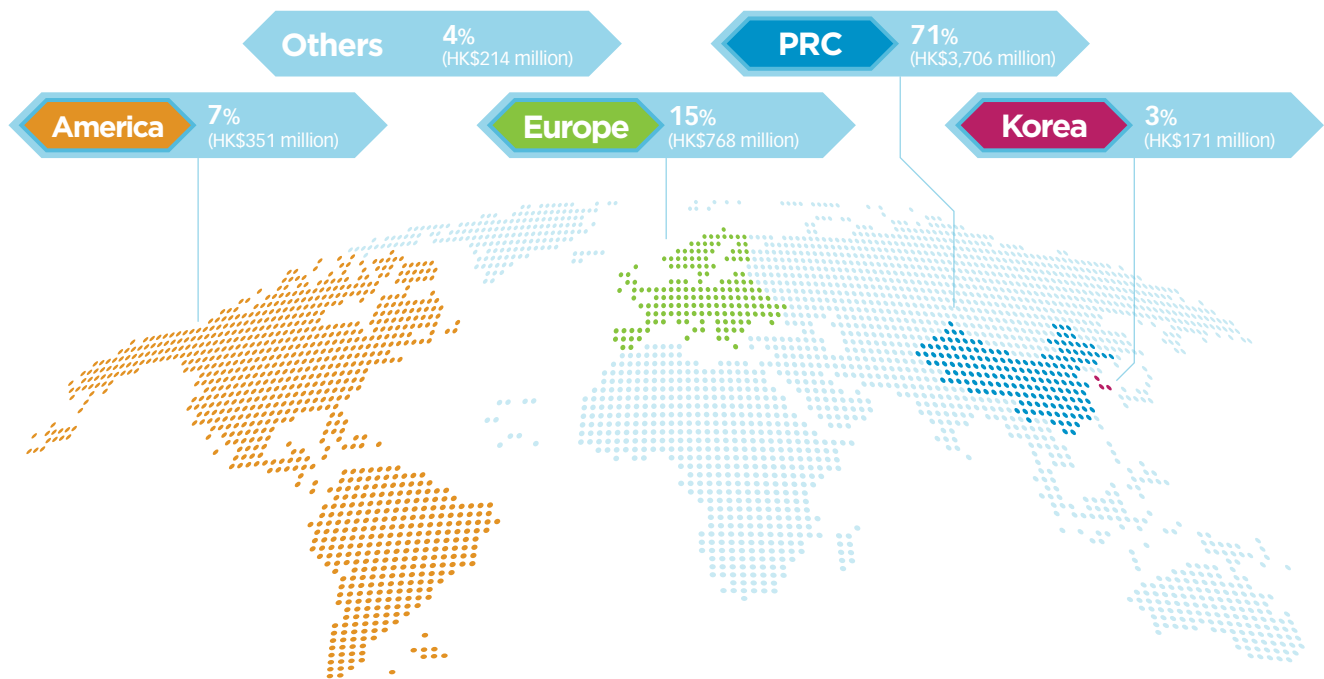 Others
4%
(HK$214 million)
PRC
71%
(HK$3,706 million)
America
7%
(HK$351 million)
Europe
15%
(HK$768 million)
Korea
3%
(HK$171 million)